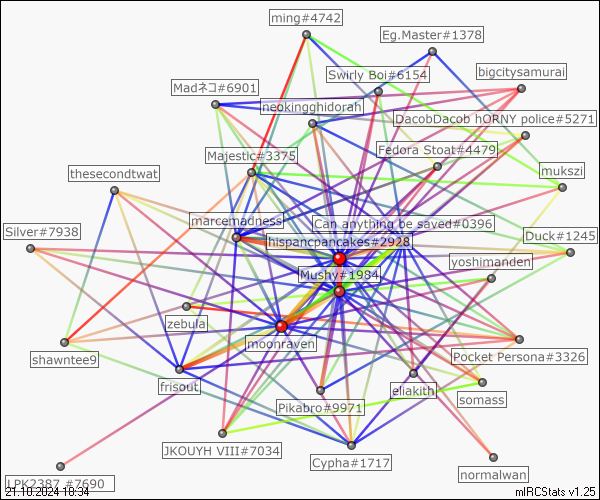 ming#4742
Eg.Master#1378
Swirly Boi#6154
bigcitysamurai
Madネコ#6901
neokingghidorah
DacobDacob hORNY police#5271
Majestic#3375
Fedora Stoat#4479
thesecondtwat
mukszi
marcemadness
Can anything be saved#0396
Silver#7938
hispancpancakes#2928
Duck#1245
Mushy#1984
yoshimanden
zebula
moonraven
shawntee9
Pocket Persona#3326
frisout
eliakith
somass
Pikabro#9971
JKOUYH VIII#7034
Cypha#1717
normalwan
LPK2387 #7690
21.10.2024 18:34
mIRCStats v1.25